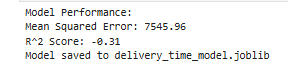 Model Performance:
Mean Squared Error: 7545.96
R^2 Score: -0.31
Model saved to delivery_time_model.joblib